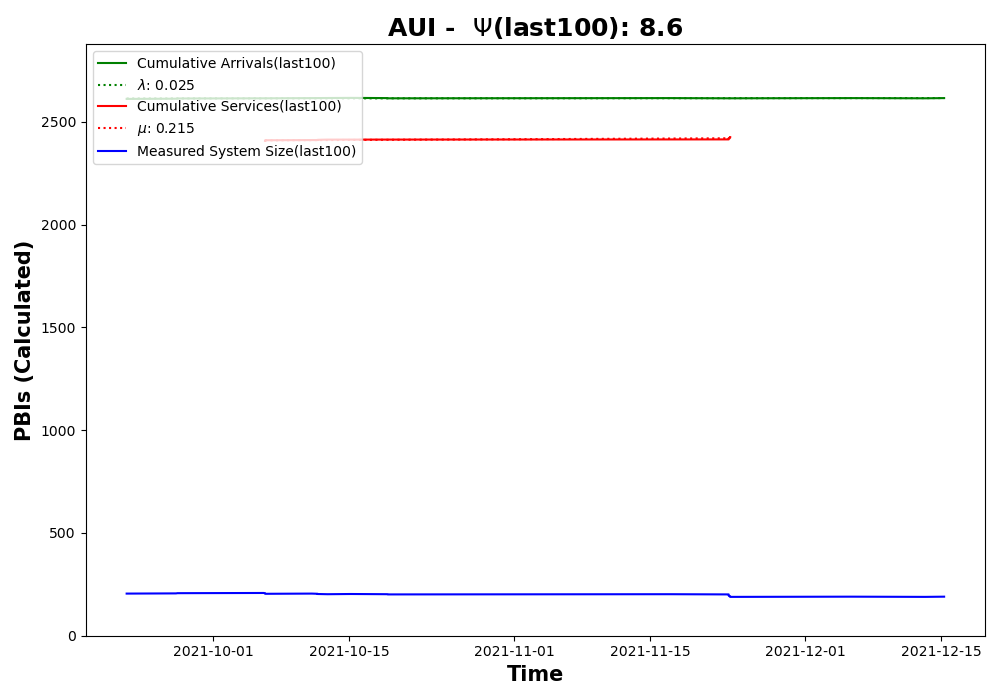 AUI - Ψ(last100): 8.6
Cumulative Arrivals(last100)
λ: 0.025
Cumulative Services(last100)
μ: 0.215
Measured System Size(last100)
PBIs (Calculated)
2500
2000
1500
1000
500
0
2021-10-01 2021-10-15 2021-11-01 2021-11-15 2021-12-01 2021-12-15
Time